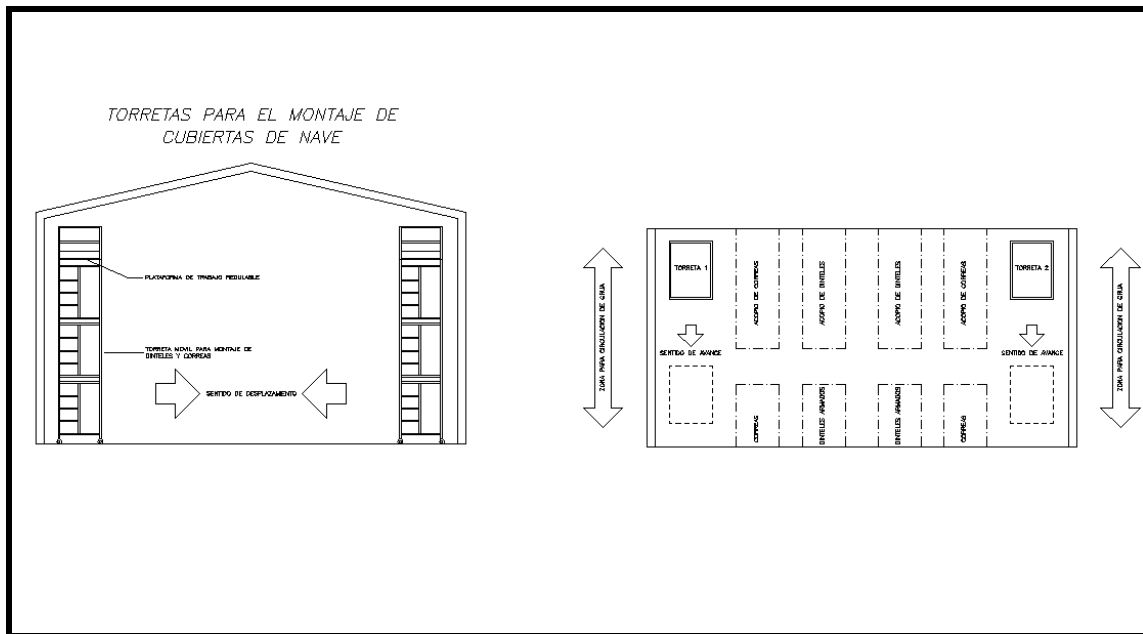 TORRETAS PARA EL MONTAJE DE
CUBIERTAS DE NAVE
PLATAFORMA DE TRABAJO REGULABLE
TORRETA MOVIL PARA MONTAJE DE
DINTELES Y CORREAS
SENTIDO DE DESPLAZAMIENTO
ZONA PARA CIRCULACION DE GRUA
TORRETA 1
ACOPIO DE CORREAS
ACOPIO DE DINTELES
ACOPIO DE DINTELES
ACOPIO DE CORREAS
TORRETA 2
SENTIDO DE AVANCE
SENTIDO DE AVANCE
CORREAS
DINTELES ARMADOS
DINTELES ARMADOS
CORREAS
ZONA PARA CIRCULACION DE GRUA